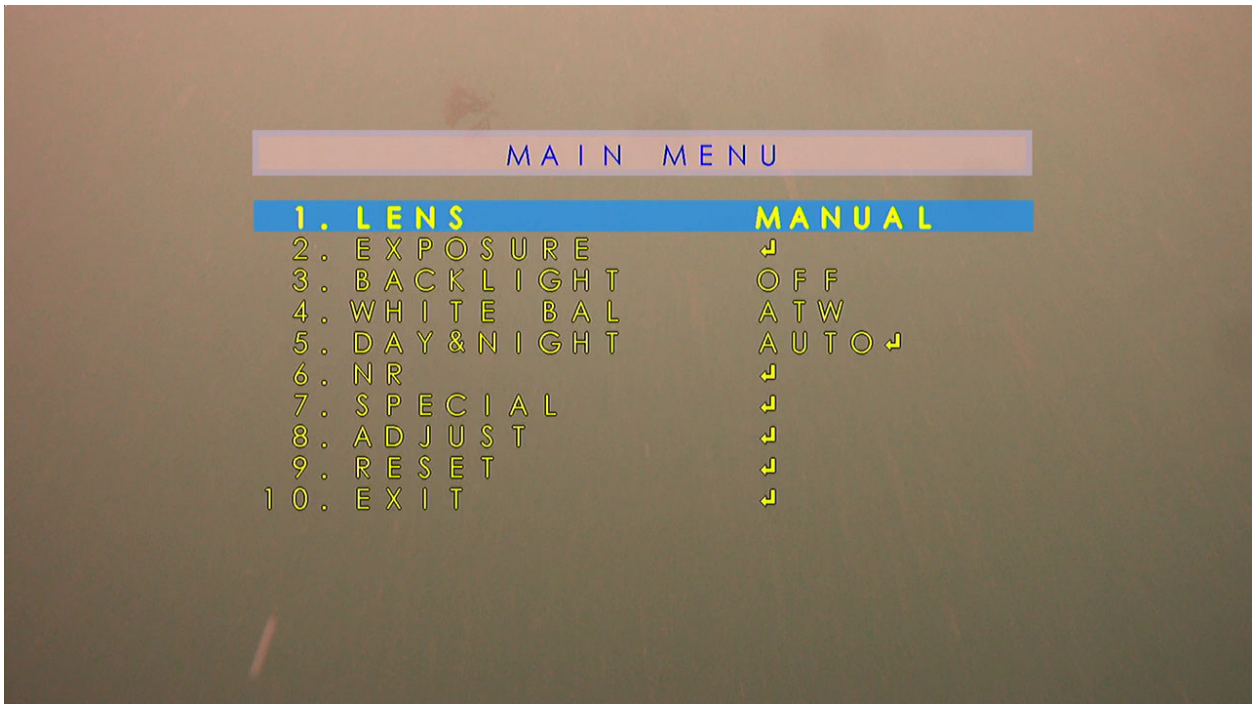 MAIN MENU
1. LENS MANUAL
2. EXPOSURE ↲
3. BACKLIGHT OFF
4. WHITE BAL ATW
5. DAY&NIGHT AUTO↲
6. NR ↲
7. SPECIAL ↲
8. ADJUST ↲
9. RESET ↲
10. EXIT ↲